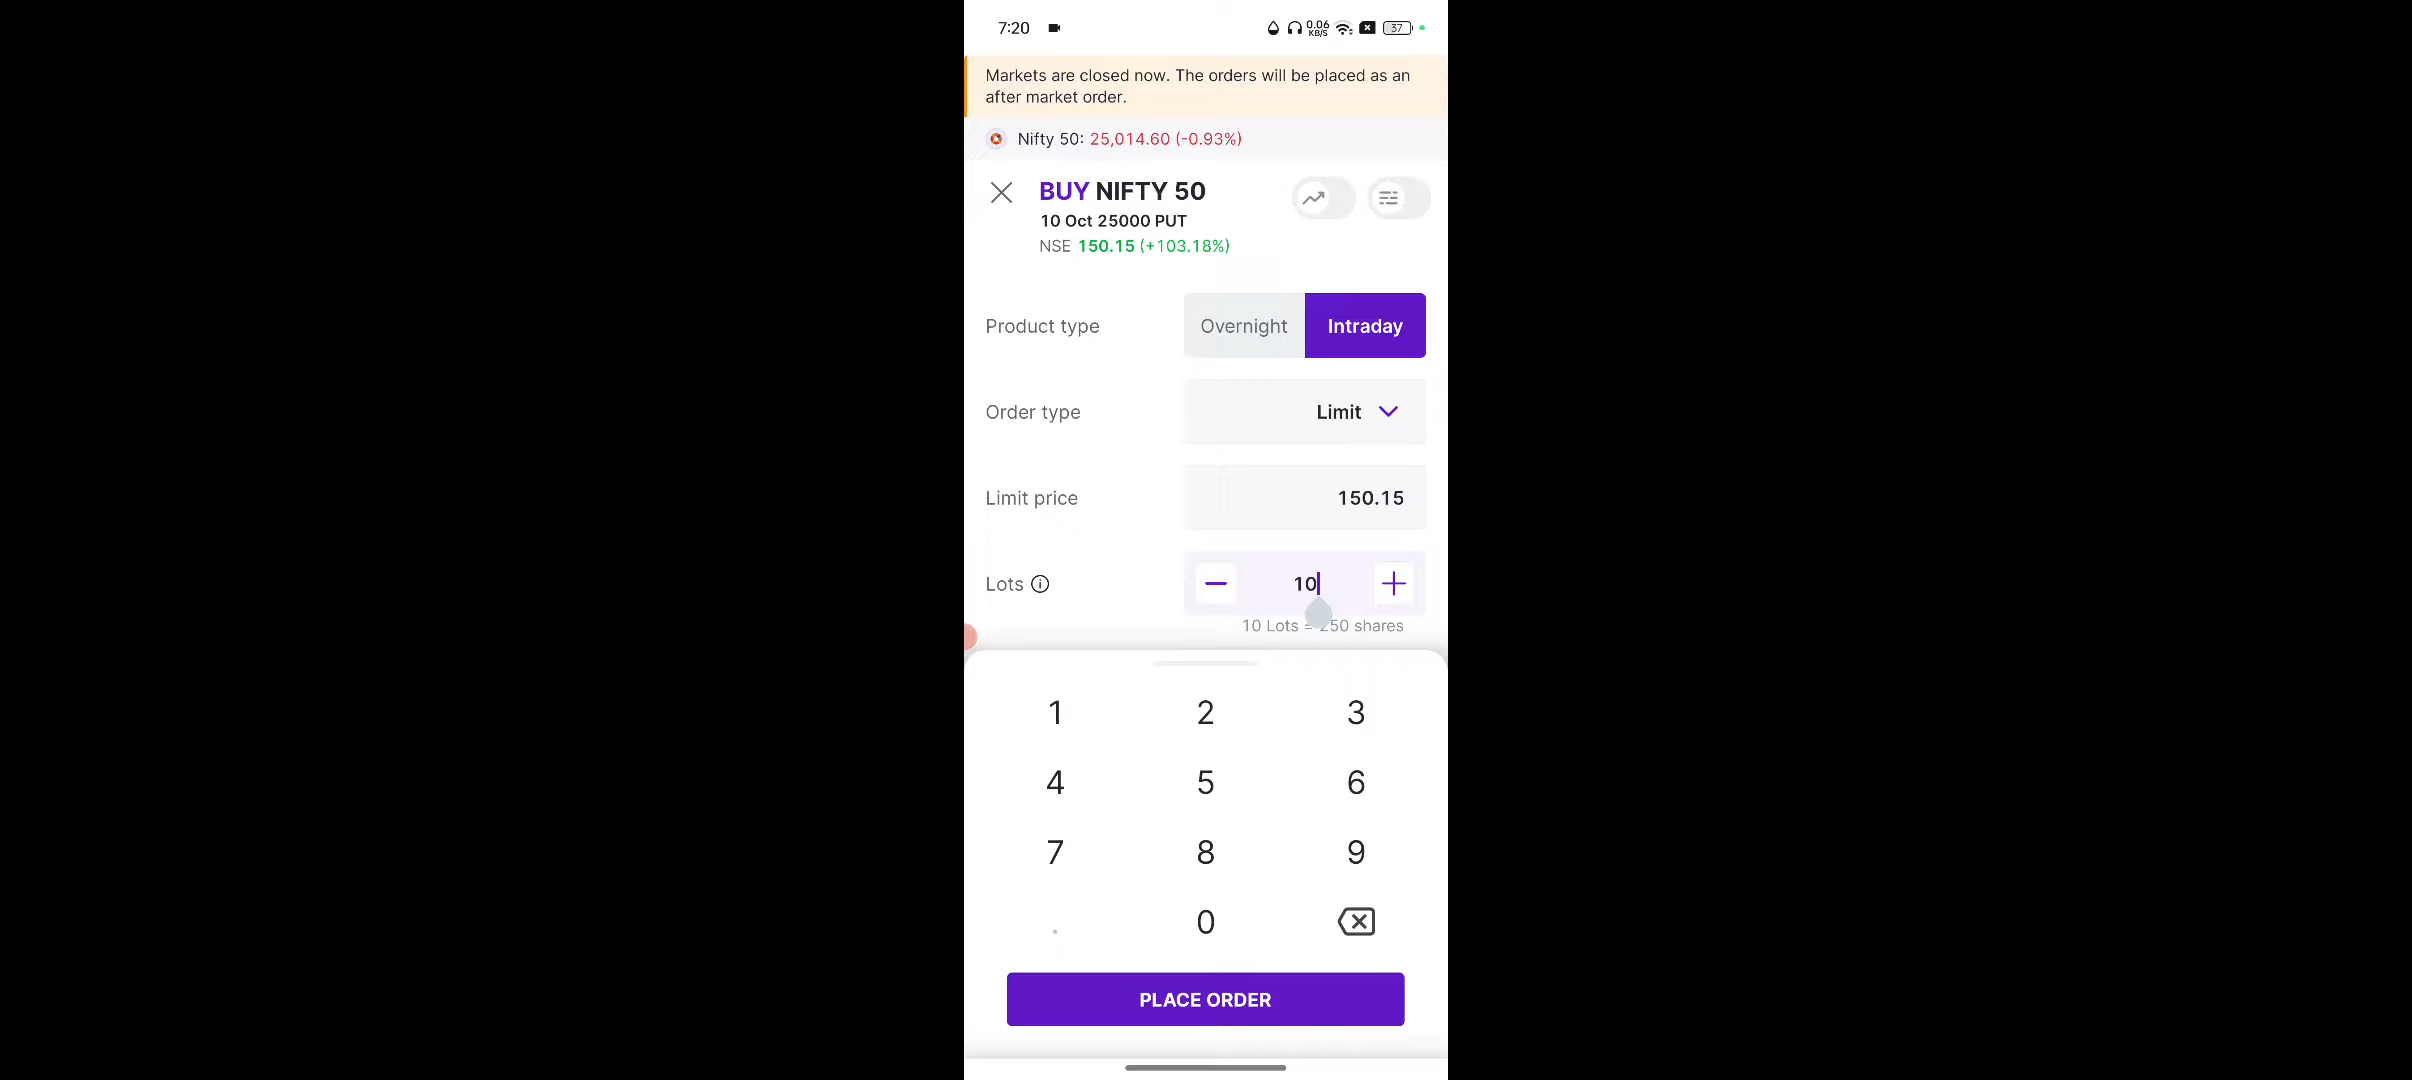 7:20
0.06
KB/S
37
Markets are closed now. The orders will be placed as an
after market order.
Nifty 50: 25,014.60 (-0.93%)
BUY NIFTY 50
10 Oct 25000 PUT
NSE 150.15 (+103.18%)
Product type
Overnight
Intraday
Order type
Limit
Limit price
150.15
Lots
10
10 Lots = 250 shares
1
2
3
4
5
6
7
8
9
.
0
PLACE ORDER